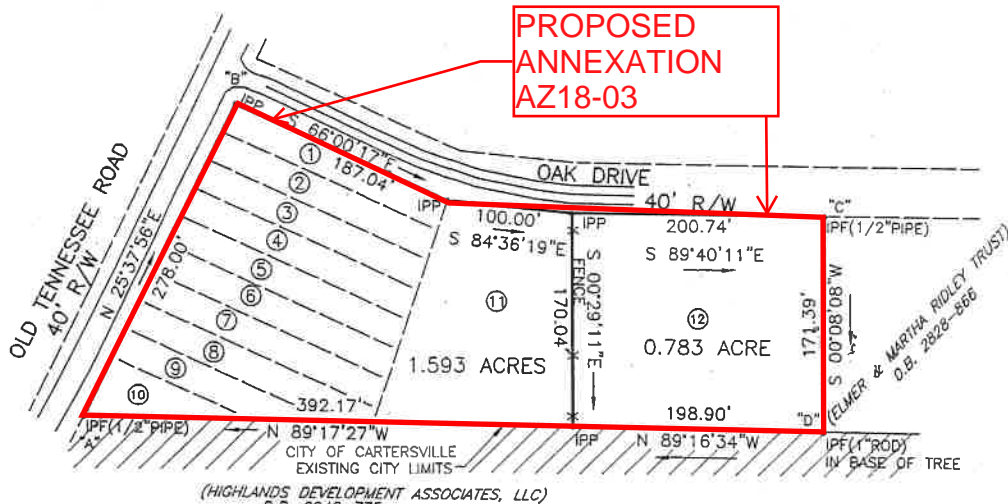 PROPOSED
ANNEXATION
AZ18-03
"B"
IPP
S 66°00'17"E
187.04'
OLD TENNESSEE ROAD
40' R/W
N 25°37'56"E
278.00'
1
2
3
4
5
6
7
8
9
10
OAK DRIVE
40' R/W
IPP
100.00'
S 84°36'19"E
IPP
200.74'
S 89°40'11"E
"C"
IPF(1/2"PIPE)
FENCE
S 00°29'11"E
170.04'
11
1.593 ACRES
12
0.783 ACRE
171.39'
S 00°08'08"W
(ELMER & MARTHA RIDLEY TRUST)
D.B. 2828-866
392.17'
198.90'
"D"
IPF(1/2"PIPE)
"A"
N 89°17'27"W
IPP
N 89°16'34"W
IPF(1"ROD)
IN BASE OF TREE
CITY OF CARTERSVILLE
EXISTING CITY LIMITS
(HIGHLANDS DEVELOPMENT ASSOCIATES, LLC)